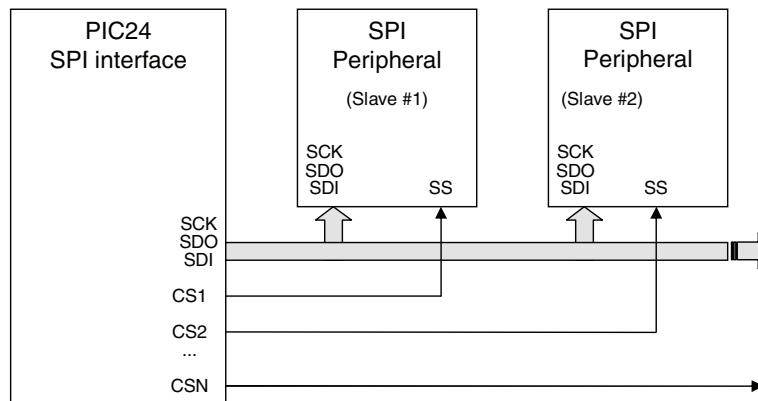 PIC24
SPI interface
SPI
Peripheral
(Slave #1)
SCK
SDO
SDI
SS
SPI
Peripheral
(Slave #2)
SCK
SDO
SDI
SS
SCK
SDO
SDI
CS1
CS2
...
CSN